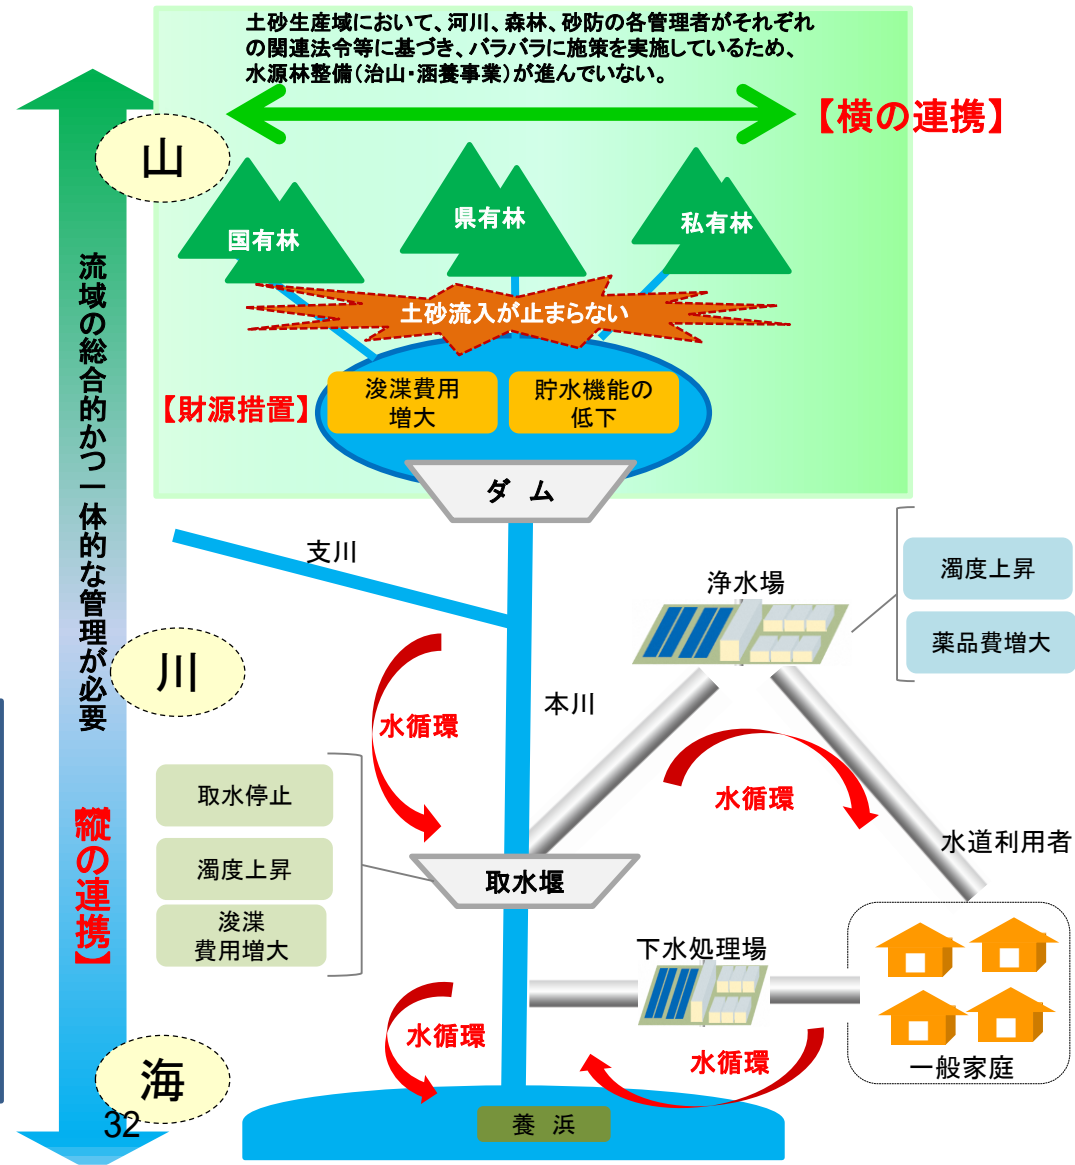 土砂生産域において、河川、森林、砂防の各管理者がそれぞれ
の関連法令等に基づき、バラバラに施策を実施しているため、
水源林整備(治山・涵養事業)が進んでいない。
【横の連携】
山
国有林
県有林
私有林
土砂流入が止まらない
流域の総合的かつ一体的な管理が必要
【縦の連携】
【財源措置】
浚渫費用
増大
貯水機能の
低下
ダ ム
支川
浄水場
濁度上昇
薬品費増大
川
本川
水循環
水循環
取水停止
濁度上昇
浚渫
費用増大
取水堰
水道利用者
下水処理場
水循環
水循環
一般家庭
海
養 浜
32